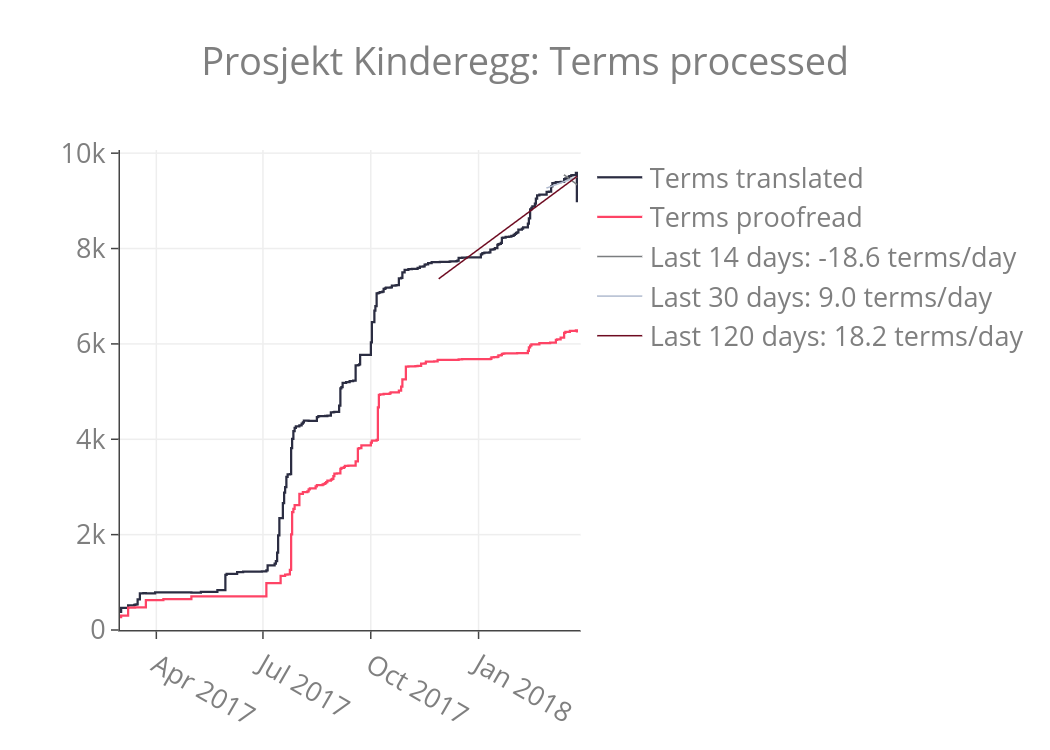 Prosjekt Kinderegg: Terms processed
10k
8k
6k
4k
2k
0
Apr 2017
Jul 2017
Oct 2017
Jan 2018
Terms translated
Terms proofread
Last 14 days: -18.6 terms/day
Last 30 days: 9.0 terms/day
Last 120 days: 18.2 terms/day